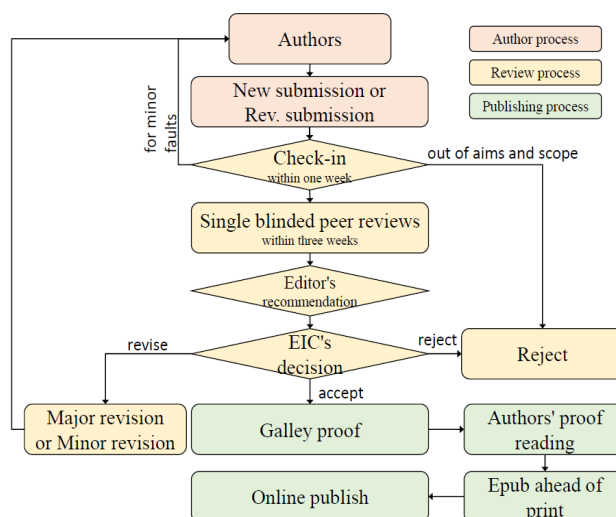 Authors
Author process
New submission or
Rev. submission
Review process
Publishing process
for minor
faults
Check-in
within one week
out of aims and scope
Single blinded peer reviews
within three weeks
Editor's
recommendation
revise
EIC's
decision
reject
Reject
accept
Major revision
or Minor revision
Galley proof
Authors' proof
reading
Online publish
Epub ahead of
print